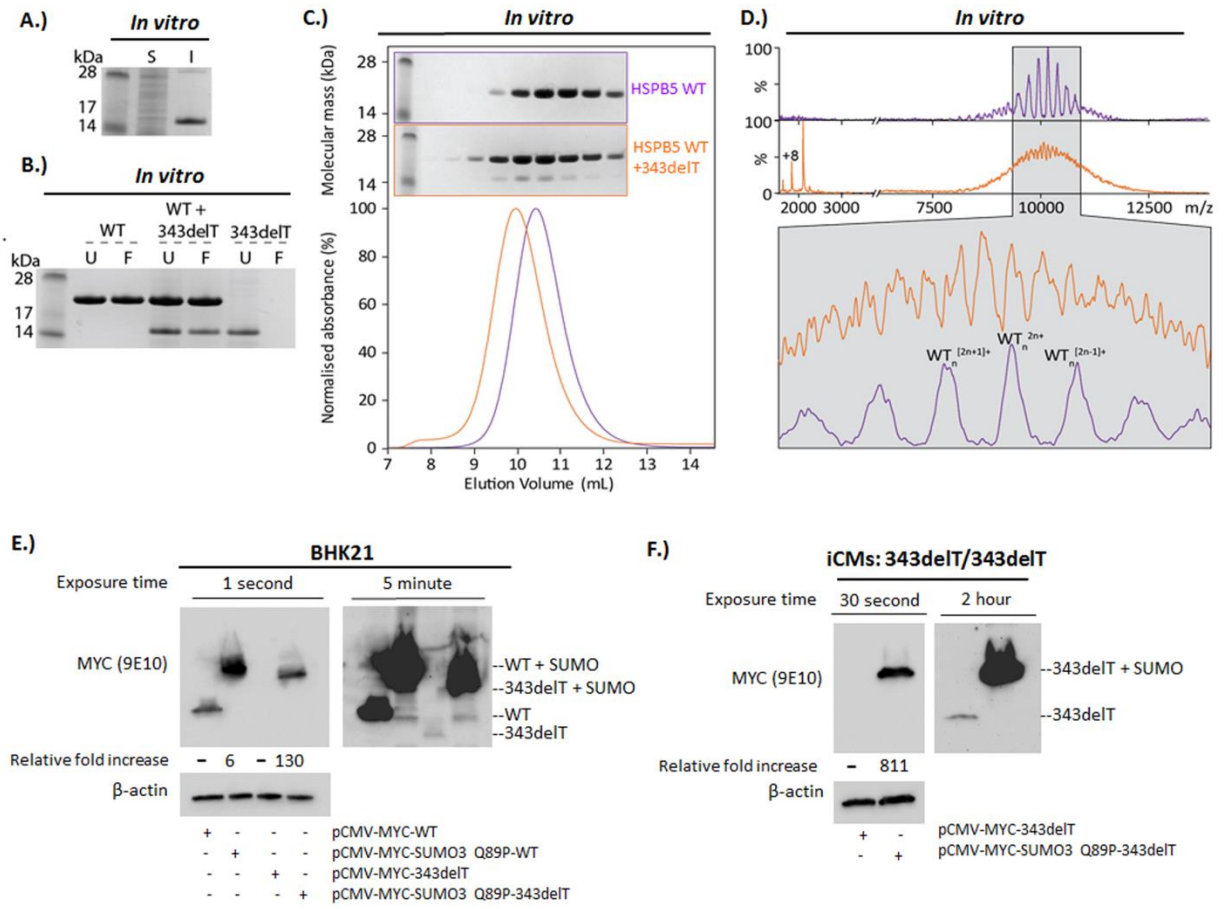 A.)
In vitro
kDa S I
28
17
14
B.)
In vitro
WT WT + 343delT 343delT
kDa U F U F U F
28
17
14
C.)
In vitro
Molecular mass (kDa)
28
14
HSPB5 WT
28
14
HSPB5 WT
+343delT
Normalised absorbance (%)
100
80
60
40
20
0
7 8 9 10 11 12 13 14
Elution Volume (mL)
D.)
In vitro
100
%
0
100
+8
%
0
2000 3000 7500 10000 12500 m/z
WTn[2n+1]+ WTn2n+ WTn[2n-1]+
E.)
BHK21
Exposure time 1 second 5 minute
MYC (9E10)
--WT + SUMO
--343delT + SUMO
--WT
--343delT
Relative fold increase – 6 – 130
β-actin
+ - - - pCMV-MYC-WT
- + - - pCMV-MYC-SUMO3 Q89P-WT
- - + - pCMV-MYC-343delT
- - - + pCMV-MYC-SUMO3 Q89P-343delT
F.)
iCMs: 343delT/343delT
Exposure time 30 second 2 hour
MYC (9E10)
--343delT + SUMO
--343delT
Relative fold increase – 811
β-actin
+ - pCMV-MYC-343delT
- + pCMV-MYC-SUMO3 Q89P-343delT